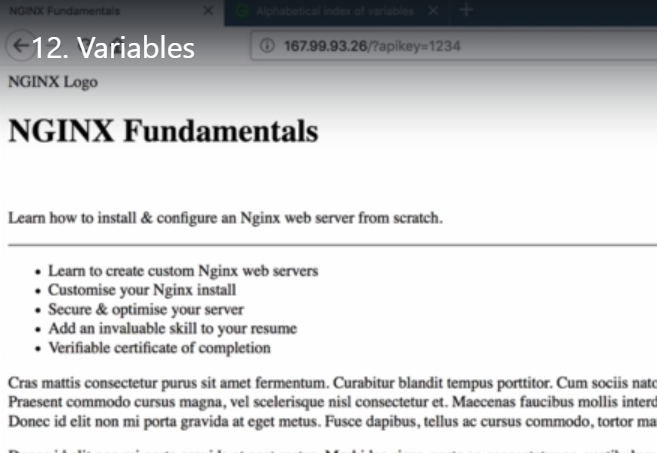 NGINX Fundamentals
Alphabetical index of variables
12. Variables
167.99.93.26/?apikey=1234
NGINX Logo
NGINX Fundamentals
Learn how to install & configure an Nginx web server from scratch.
• Learn to create custom Nginx web servers
• Customise your Nginx install
• Secure & optimise your server
• Add an invaluable skill to your resume
• Verifiable certificate of completion
Cras mattis consectetur purus sit amet fermentum. Curabitur blandit tempus porttitor. Cum sociis nato
Praesent commodo cursus magna, vel scelerisque nisl consectetur et. Maecenas faucibus mollis interd
Donec id elit non mi porta gravida at eget metus. Fusce dapibus, tellus ac cursus commodo, tortor ma